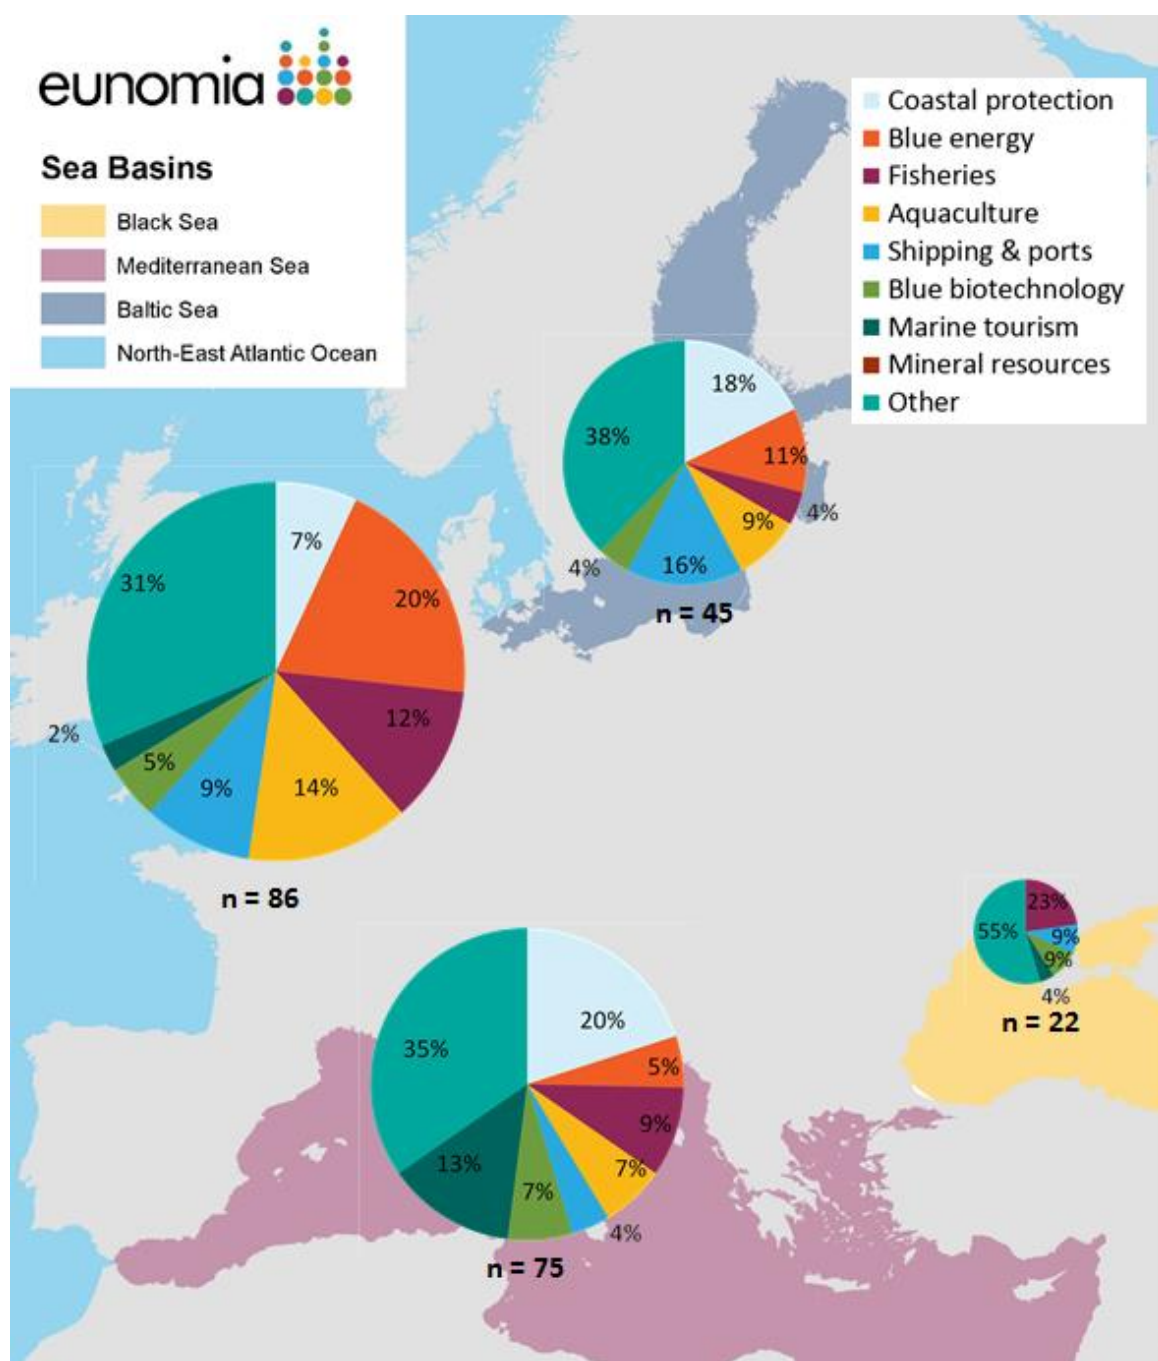 eunomia
Sea Basins
Black Sea
Mediterranean Sea
Baltic Sea
North-East Atlantic Ocean
Coastal protection
Blue energy
Fisheries
Aquaculture
Shipping & ports
Blue biotechnology
Marine tourism
Mineral resources
Other
18%
38%
11%
4%
9%
4%
16%
n = 45
7%
31%
20%
12%
2%
5%
9%
14%
n = 86
23%
55%
9%
9%
4%
n = 22
20%
35%
5%
9%
13%
7%
7%
4%
n = 75